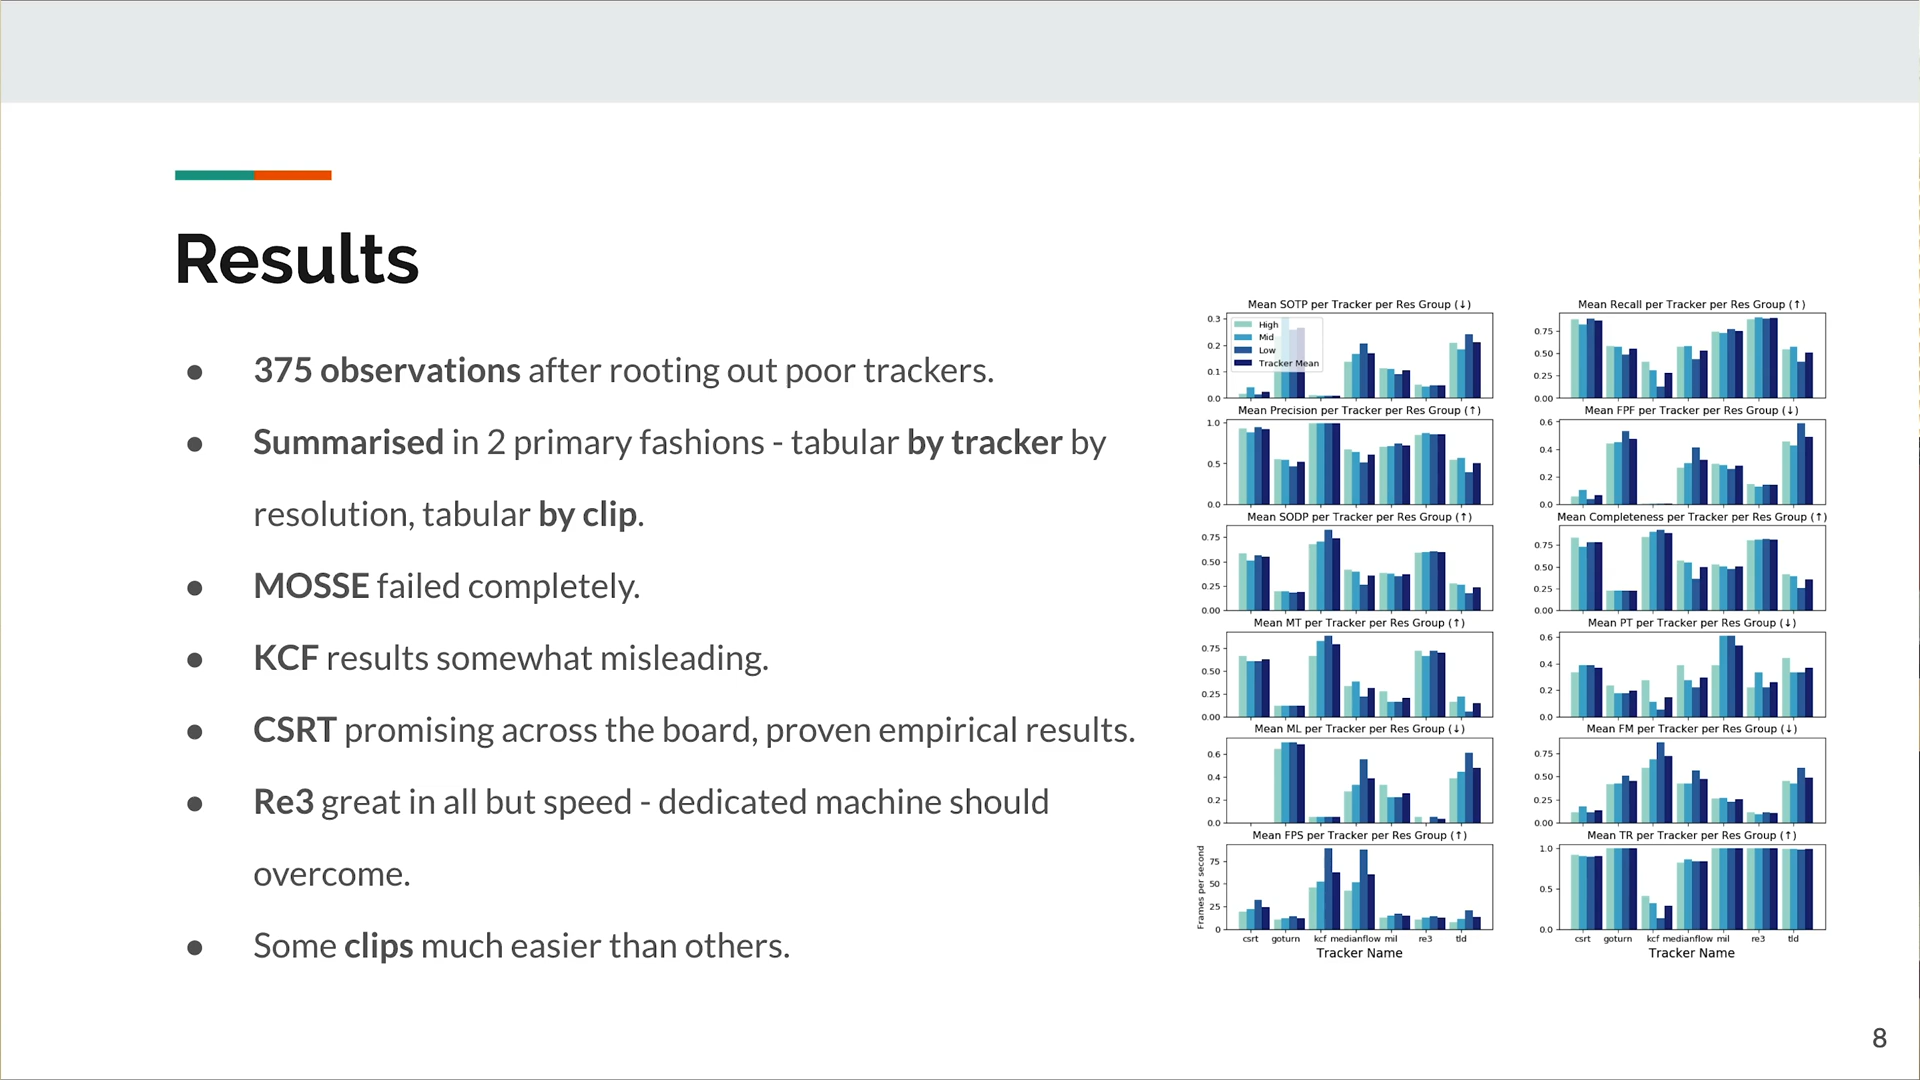 Results
● 375 observations after rooting out poor trackers.
● Summarised in 2 primary fashions - tabular by tracker by
resolution, tabular by clip.
● MOSSE failed completely.
● KCF results somewhat misleading.
● CSRT promising across the board, proven empirical results.
● Re3 great in all but speed - dedicated machine should
overcome.
● Some clips much easier than others.
Mean SOTP per Tracker per Res Group (↓)
0.3
0.2
0.1
0.0
High
Mid
Low
Tracker Mean
Mean Recall per Tracker per Res Group (↑)
0.75
0.50
0.25
0.00
Mean Precision per Tracker per Res Group (↑)
1.0
0.5
0.0
Mean FPF per Tracker per Res Group (↓)
0.6
0.4
0.2
0.0
Mean SODP per Tracker per Res Group (↑)
0.75
0.50
0.25
0.00
Mean Completeness per Tracker per Res Group (↑)
0.75
0.50
0.25
0.00
Mean MT per Tracker per Res Group (↑)
0.75
0.50
0.25
0.00
Mean PT per Tracker per Res Group (↓)
0.6
0.4
0.2
0.0
Mean ML per Tracker per Res Group (↓)
0.6
0.4
0.2
0.0
Mean FM per Tracker per Res Group (↓)
0.75
0.50
0.25
0.00
Mean FPS per Tracker per Res Group (↑)
Frames per second
75
50
25
0
csrt goturn kcf medianflow mil re3 tld
Tracker Name
Mean TR per Tracker per Res Group (↑)
1.0
0.5
0.0
csrt goturn kcf medianflow mil re3 tld
Tracker Name
8